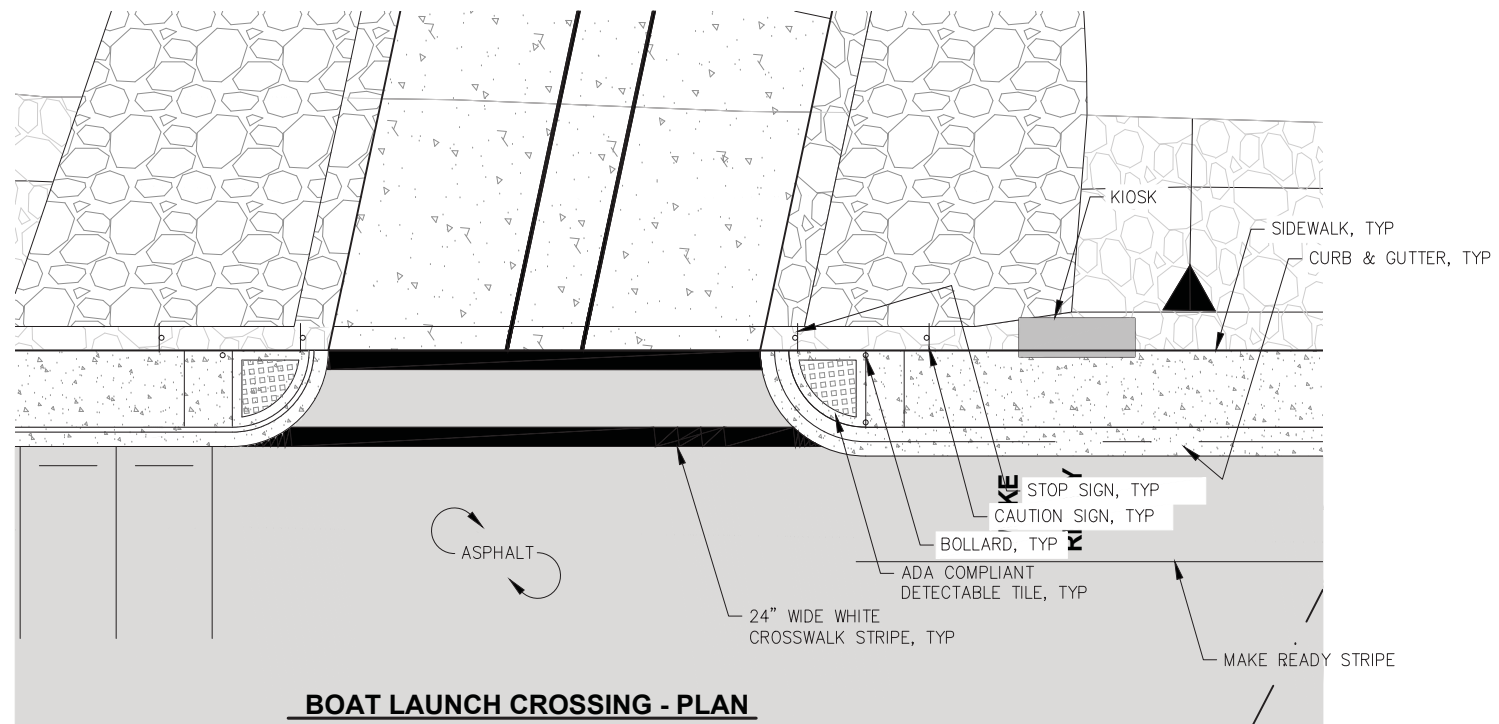 KIOSK
SIDEWALK, TYP
CURB & GUTTER, TYP
KE
STOP SIGN, TYP
CAUTION SIGN, TYP
BOLLARD, TYP
ASPHALT
ADA COMPLIANT
DETECTABLE TILE, TYP
24” WIDE WHITE
CROSSWALK STRIPE, TYP
MAKE READY STRIPE
BOAT LAUNCH CROSSING - PLAN